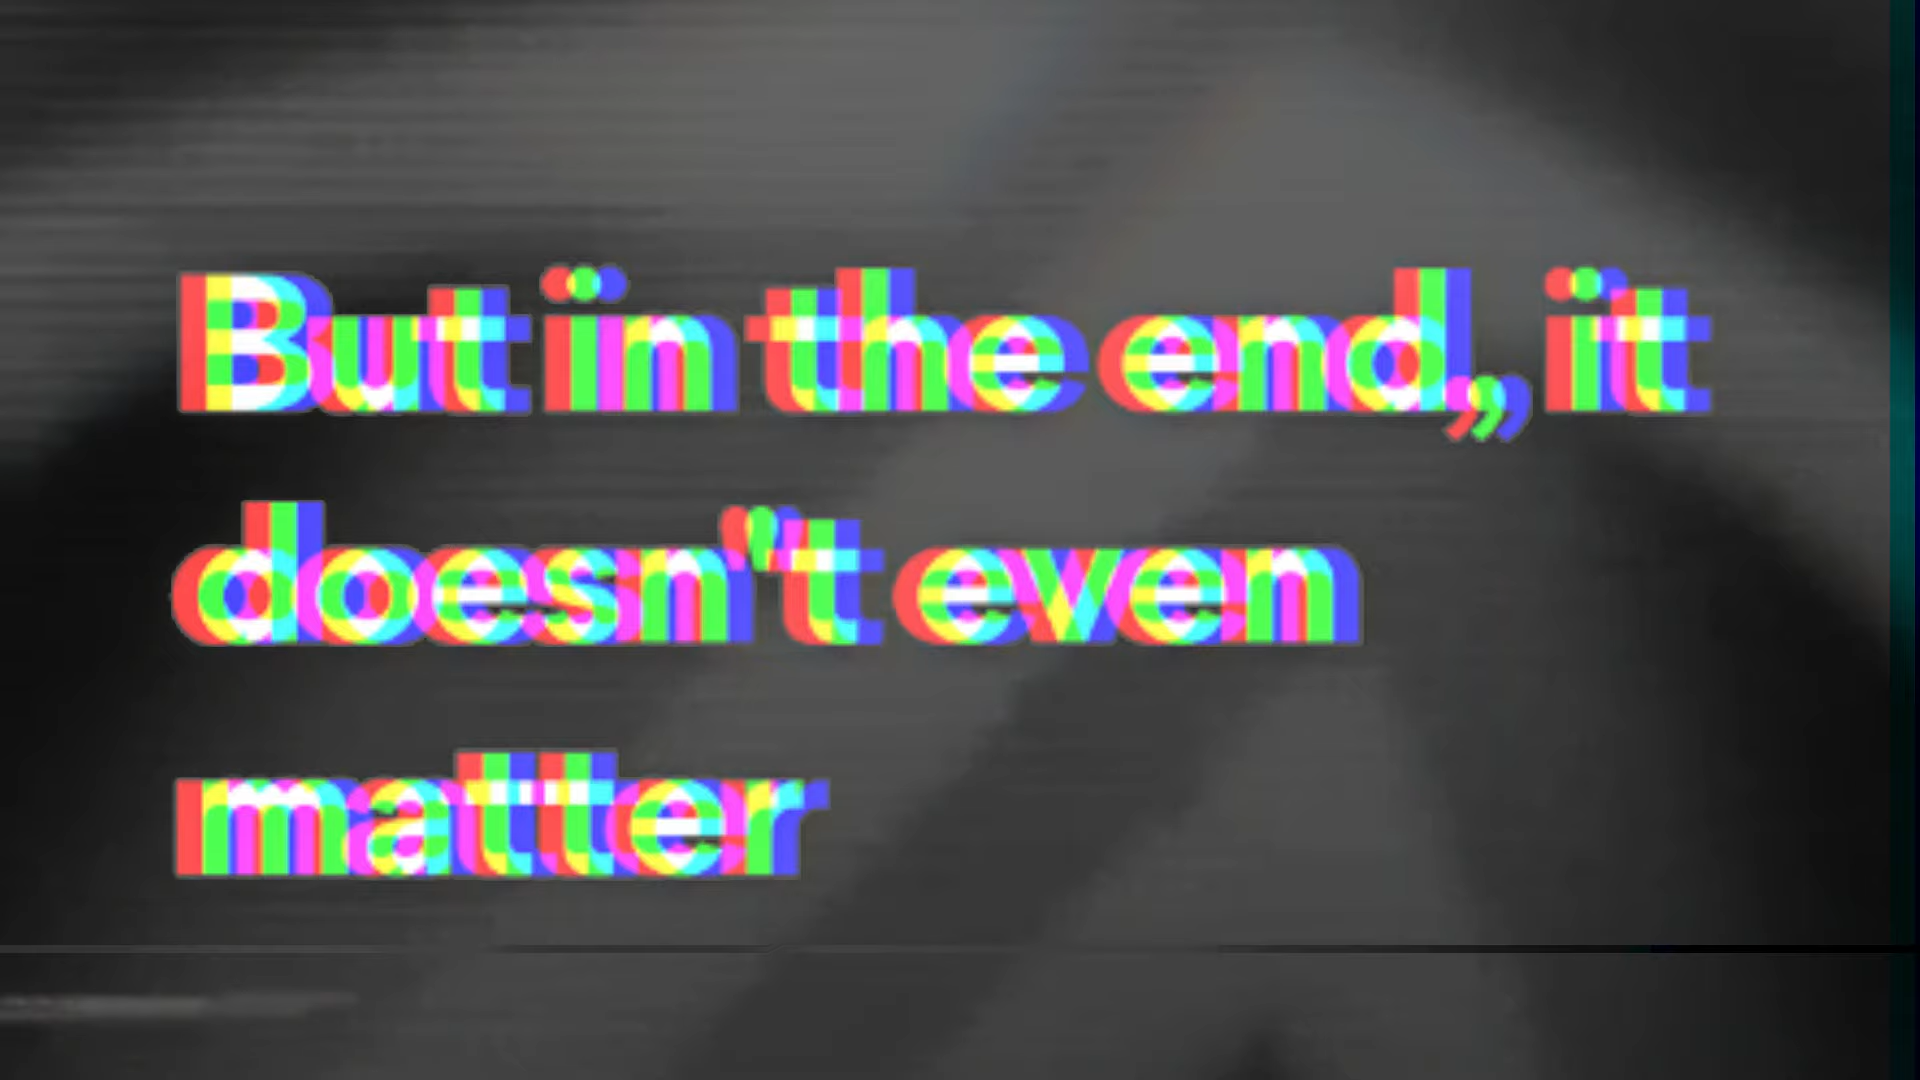 But in the end, it
doesn't even
matter